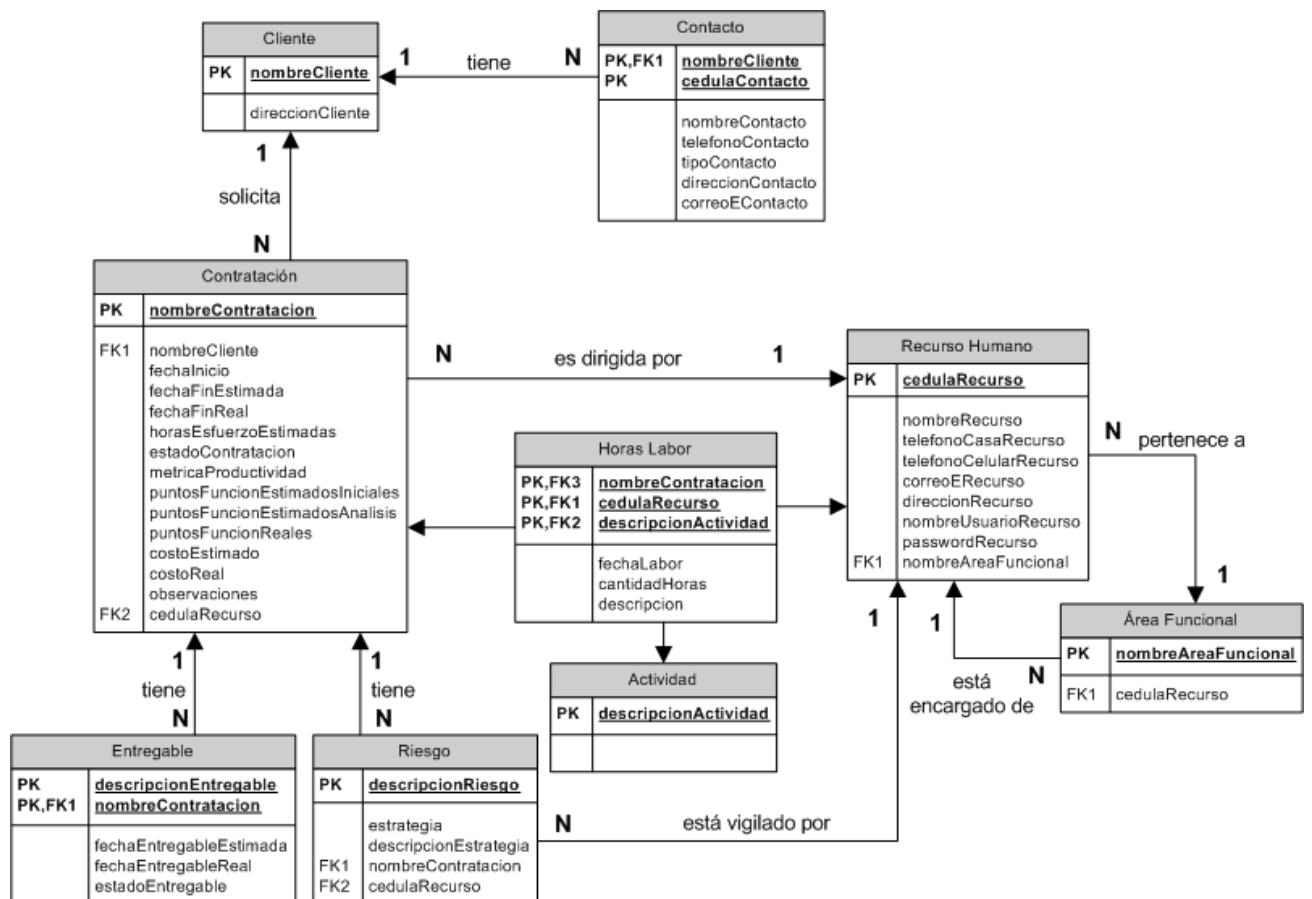 Cliente
PK nombreCliente
direccionCliente
1 tiene N
Contacto
PK,FK1 nombreCliente
PK cedulaContacto
nombreContacto
telefonoContacto
tipoContacto
direccionContacto
correoEContacto
1
solicita
N
Contratación
PK nombreContratacion
FK1 nombreCliente
fechaInicio
fechaFinEstimada
fechaFinReal
horasEsfuerzoEstimadas
estadoContratacion
metricaProductividad
puntosFuncionEstimadosIniciales
puntosFuncionEstimadosAnalisis
puntosFuncionReales
costoEstimado
costoReal
observaciones
FK2 cedulaRecurso
N es dirigida por 1
Recurso Humano
PK cedulaRecurso
nombreRecurso
telefonoCasaRecurso
telefonoCelularRecurso
correoERecurso
direccionRecurso
nombreUsuarioRecurso
passwordRecurso
FK1 nombreAreaFuncional
N pertenece a
1
Horas Labor
PK,FK3 nombreContratacion
PK,FK1 cedulaRecurso
PK,FK2 descripcionActividad
fechaLabor
cantidadHoras
descripcion
Área Funcional
PK nombreAreaFuncional
FK1 cedulaRecurso
1
está
encargado de
N
Actividad
PK descripcionActividad
1
tiene
N
1
tiene
N
Entregable
PK descripcionEntregable
PK,FK1 nombreContratacion
fechaEntregableEstimada
fechaEntregableReal
estadoEntregable
Riesgo
PK descripcionRiesgo
estrategia
descripcionEstrategia
FK1 nombreContratacion
FK2 cedulaRecurso
N está vigilado por
1